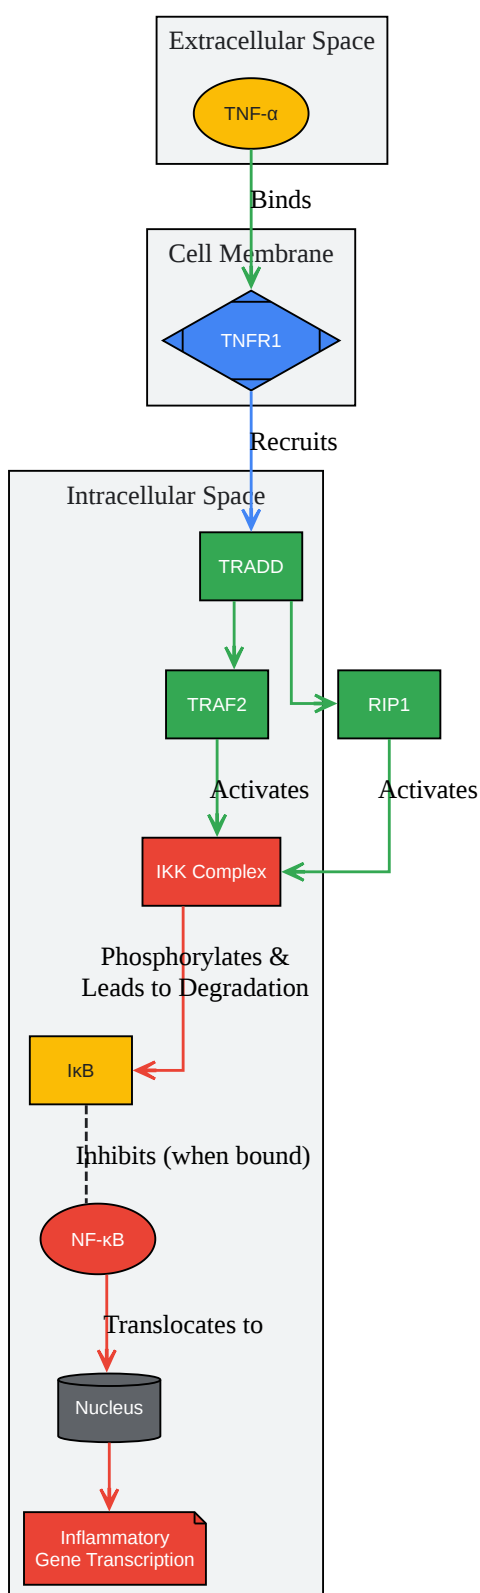 Extracellular Space
TNF-α
Binds
Cell Membrane
TNFR1
Recruits
Intracellular Space
TRADD
TRAF2
RIP1
Activates
Activates
IKK Complex
Phosphorylates &
Leads to Degradation
IκB
Inhibits (when bound)
NF-κB
Translocates to
Nucleus
Inflammatory
Gene Transcription